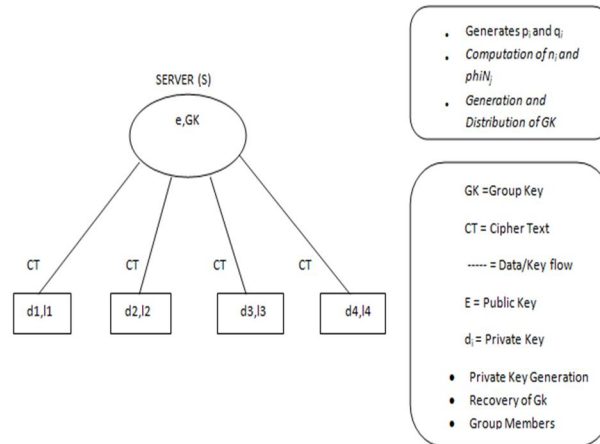 SERVER (S)
e,GK
CT CT CT CT
d1,l1 d2,l2 d3,l3 d4,l4
• Generates pᵢ and qᵢ
• Computation of nᵢ and
phiNⱼ
• Generation and
Distribution of GK
GK =Group Key
CT = Cipher Text
----- = Data/Key flow
E = Public Key
dᵢ = Private Key
• Private Key Generation
• Recovery of Gk
• Group Members